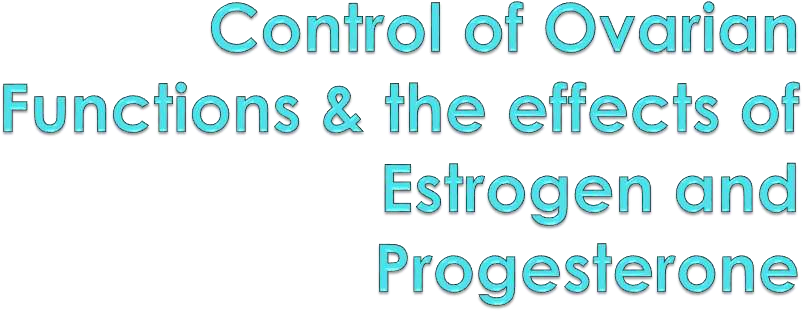 Control of Ovarian
Functions & the effects of
Estrogen and
Progesterone